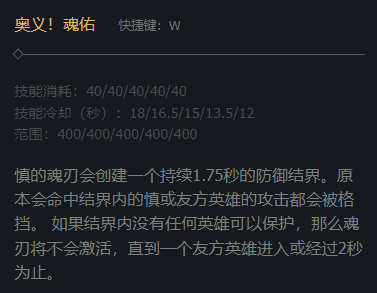 奥义！魂佑 快捷键：W
技能消耗：40/40/40/40/40
技能冷却（秒）：18/16.5/15/13.5/12
范围：400/400/400/400/400
慎的魂刃会创建一个持续1.75秒的防御结界。原
本会命中结界内的慎或友方英雄的攻击都会被格
挡。 如果结界内没有任何英雄可以保护，那么魂
刃将不会激活，直到一个友方英雄进入或经过2秒
为止。